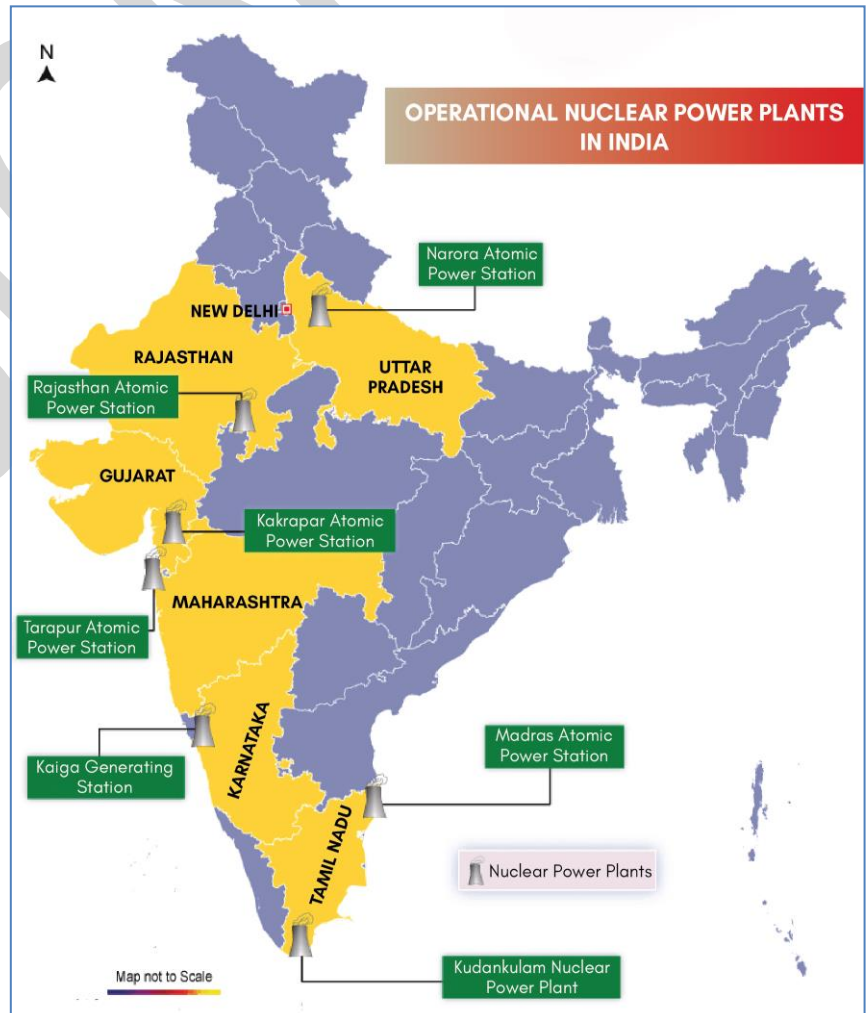 N
OPERATIONAL NUCLEAR POWER PLANTS
IN INDIA
Narora Atomic
Power Station
NEW DELHI
RAJASTHAN
UTTAR
PRADESH
Rajasthan Atomic
Power Station
GUJARAT
Kakrapar Atomic
Power Station
MAHARASHTRA
Tarapur Atomic
Power Station
KARNATAKA
Madras Atomic
Power Station
Kaiga Generating
Station
TAMIL NADU
Nuclear Power Plants
Map not to Scale
Kudankulam Nuclear
Power Plant